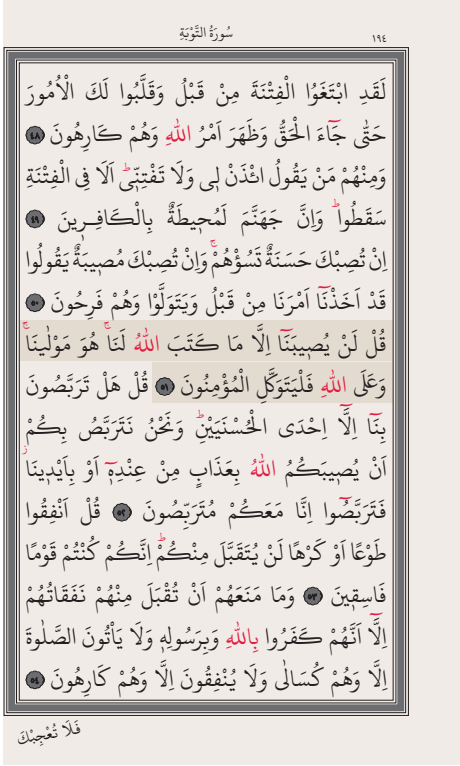 سُورَةُ التَّوْبَةِ ١٩٤
لَقَدِ ابْتَغَوُا الْفِتْنَةَ مِنْ قَبْلُ وَقَلَّبُوا لَكَ الْاُمُورَ
حَتّٰى جَٓاءَ الْحَقُّ وَظَهَرَ اَمْرُ اللّٰهِ وَهُمْ كَارِهُونَ ﴿٤٨﴾
وَمِنْهُمْ مَنْ يَقُولُ ائْذَنْ ل۪ي وَلَا تَفْتِنّ۪يۜ اَلَا فِي الْفِتْنَةِ
سَقَطُواۜ وَاِنَّ جَهَنَّمَ لَمُح۪يطَةٌ بِالْكَافِر۪ينَ ﴿٤٩﴾
اِنْ تُصِبْكَ حَسَنَةٌ تَسُؤْهُمْۚ وَاِنْ تُصِبْكَ مُص۪يبَةٌ يَقُولُوا
قَدْ اَخَذْنَٓا اَمْرَنَا مِنْ قَبْلُ وَيَتَوَلَّوْا وَهُمْ فَرِحُونَ ﴿٥٠﴾
قُلْ لَنْ يُص۪يبَنَٓا اِلَّا مَا كَتَبَ اللّٰهُ لَنَاۚ هُوَ مَوْلٰينَاۚ
وَعَلَى اللّٰهِ فَلْيَتَوَكَّلِ الْمُؤْمِنُونَ ﴿٥١﴾ قُلْ هَلْ تَرَبَّصُونَ
بِنَٓا اِلَّٓا اِحْدَى الْحُسْنَيَيْنِۜ وَنَحْنُ نَتَرَبَّصُ بِكُمْ
اَنْ يُص۪يبَكُمُ اللّٰهُ بِعَذَابٍ مِنْ عِنْدِه۪ٓ اَوْ بِاَيْد۪ينَاۘ
فَتَرَبَّصُٓوا اِنَّا مَعَكُمْ مُتَرَبِّصُونَ ﴿٥٢﴾ قُلْ اَنْفِقُوا
طَوْعًا اَوْ كَرْهًا لَنْ يُتَقَبَّلَ مِنْكُمْۜ اِنَّكُمْ كُنْتُمْ قَوْمًا
فَاسِق۪ينَ ﴿٥٣﴾ وَمَا مَنَعَهُمْ اَنْ تُقْبَلَ مِنْهُمْ نَفَقَاتُهُمْ
اِلَّٓا اَنَّهُمْ كَفَرُوا بِاللّٰهِ وَبِرَسُولِه۪ وَلَا يَأْتُونَ الصَّلٰوةَ
اِلَّا وَهُمْ كُسَالٰى وَلَا يُنْفِقُونَ اِلَّا وَهُمْ كَارِهُونَ ﴿٥٤﴾
فَلَا تُعْجِبْكَ